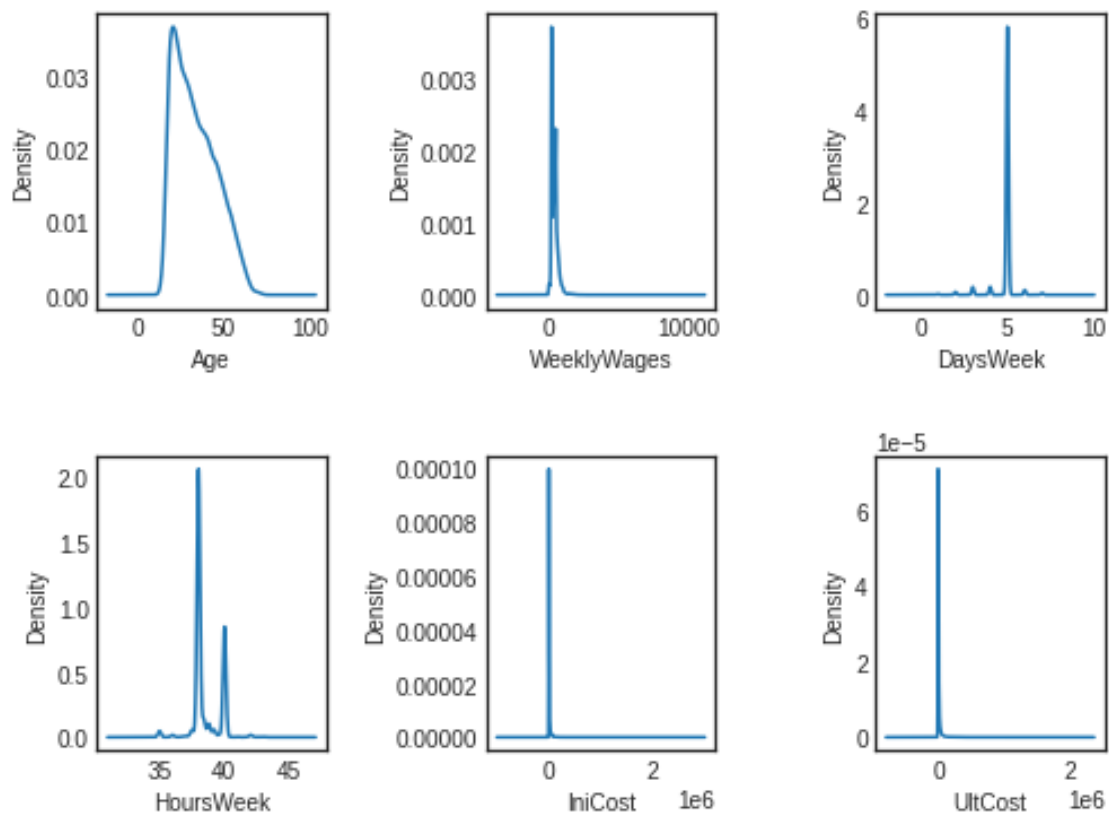 Density
0.03
0.02
0.01
0.00
0 50 100
Age
Density
0.003
0.002
0.001
0.000
0 10000
WeeklyWages
Density
6
4
2
0
0 5 10
DaysWeek
Density
2.0
1.5
1.0
0.5
0.0
35 40 45
HoursWeek
Density
0.00010
0.00008
0.00006
0.00004
0.00002
0.00000
0 2
IniCost 1e6
1e−5
Density
6
4
2
0
0 2
UltCost 1e6